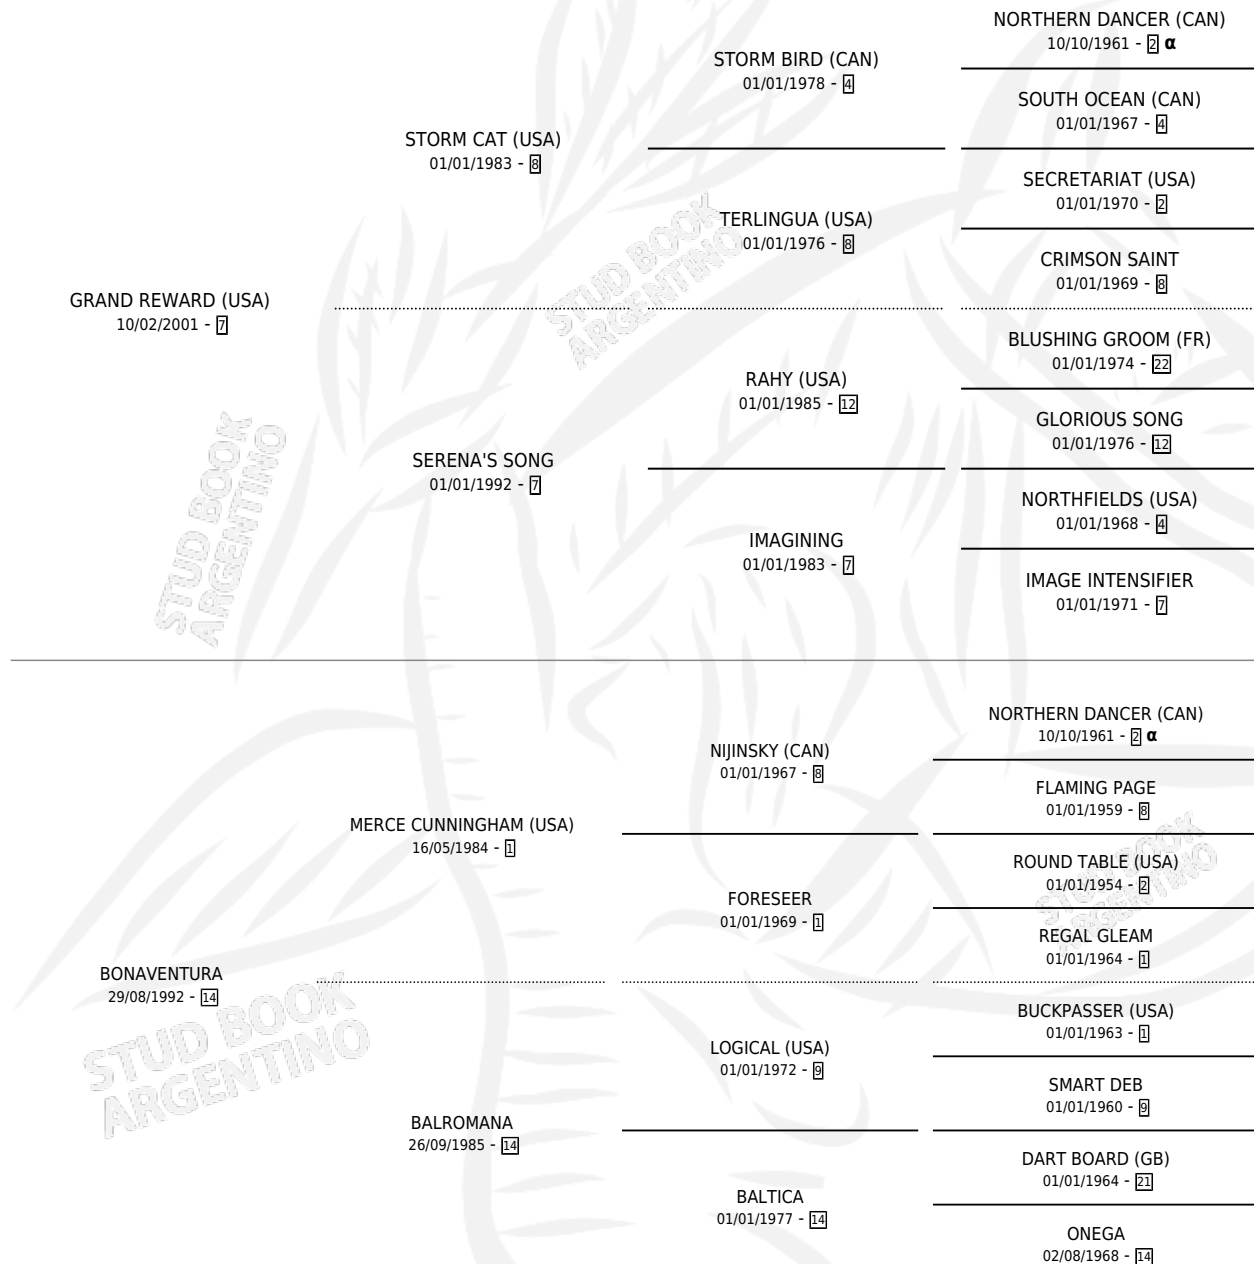 NORTHERN DANCER (CAN)
10/10/1961 - 2 α
STORM BIRD (CAN)
01/01/1978 - 4
SOUTH OCEAN (CAN)
01/01/1967 - 4
STORM CAT (USA)
01/01/1983 - 8
SECRETARIAT (USA)
01/01/1970 - 2
TERLINGUA (USA)
01/01/1976 - 8
CRIMSON SAINT
01/01/1969 - 8
GRAND REWARD (USA)
10/02/2001 - 7
BLUSHING GROOM (FR)
01/01/1974 - 22
RAHY (USA)
01/01/1985 - 12
GLORIOUS SONG
01/01/1976 - 12
SERENA'S SONG
01/01/1992 - 7
NORTHFIELDS (USA)
01/01/1968 - 4
IMAGINING
01/01/1983 - 7
IMAGE INTENSIFIER
01/01/1971 - 7
STUD BOOK
ARGENTINO
STUD BOOK
ARGENTINO
NORTHERN DANCER (CAN)
10/10/1961 - 2 α
NIJINSKY (CAN)
01/01/1967 - 8
FLAMING PAGE
01/01/1959 - 8
MERCE CUNNINGHAM (USA)
16/05/1984 - 1
ROUND TABLE (USA)
01/01/1954 - 2
FORESEER
01/01/1969 - 1
REGAL GLEAM
01/01/1964 - 1
BONAVENTURA
29/08/1992 - 14
BUCKPASSER (USA)
01/01/1963 - 1
LOGICAL (USA)
01/01/1972 - 9
SMART DEB
01/01/1960 - 9
BALROMANA
26/09/1985 - 14
DART BOARD (GB)
01/01/1964 - 21
BALTICA
01/01/1977 - 14
ONEGA
02/08/1968 - 14
STUD BOOK
ARGENTINO
STUD BOOK
ARGENTINO